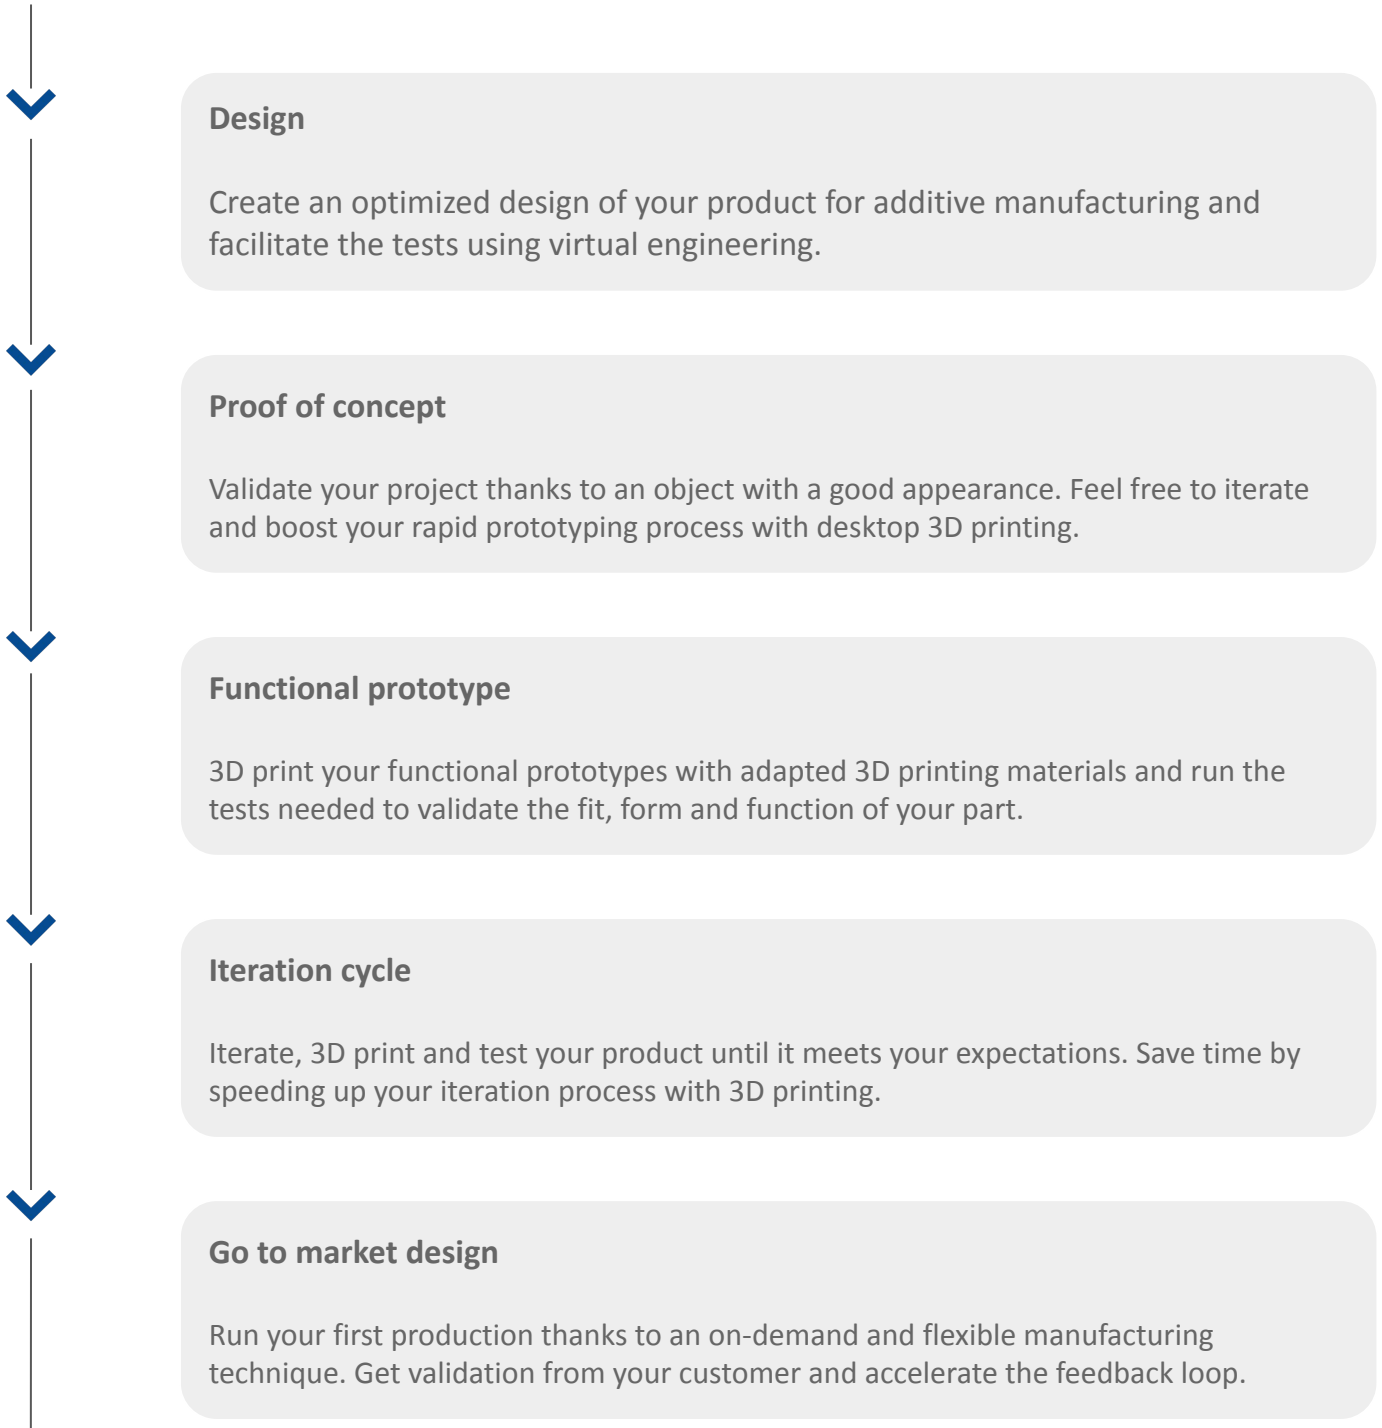 Design
Create an optimized design of your product for additive manufacturing and
facilitate the tests using virtual engineering.
Proof of concept
Validate your project thanks to an object with a good appearance. Feel free to iterate
and boost your rapid prototyping process with desktop 3D printing.
Functional prototype
3D print your functional prototypes with adapted 3D printing materials and run the
tests needed to validate the fit, form and function of your part.
Iteration cycle
Iterate, 3D print and test your product until it meets your expectations. Save time by
speeding up your iteration process with 3D printing.
Go to market design
Run your first production thanks to an on-demand and flexible manufacturing
technique. Get validation from your customer and accelerate the feedback loop.